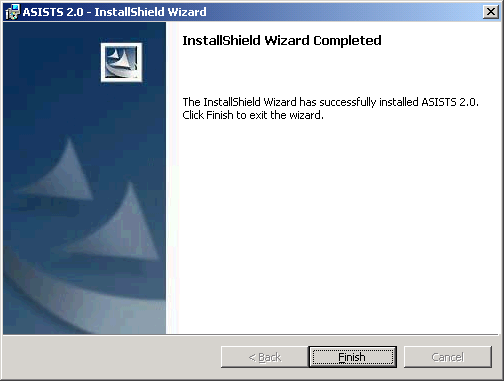 ASISTS 2.0 - InstallShield Wizard
InstallShield Wizard Completed
The InstallShield Wizard has successfully installed ASISTS 2.0.
Click Finish to exit the wizard.
< Back
Finish
Cancel